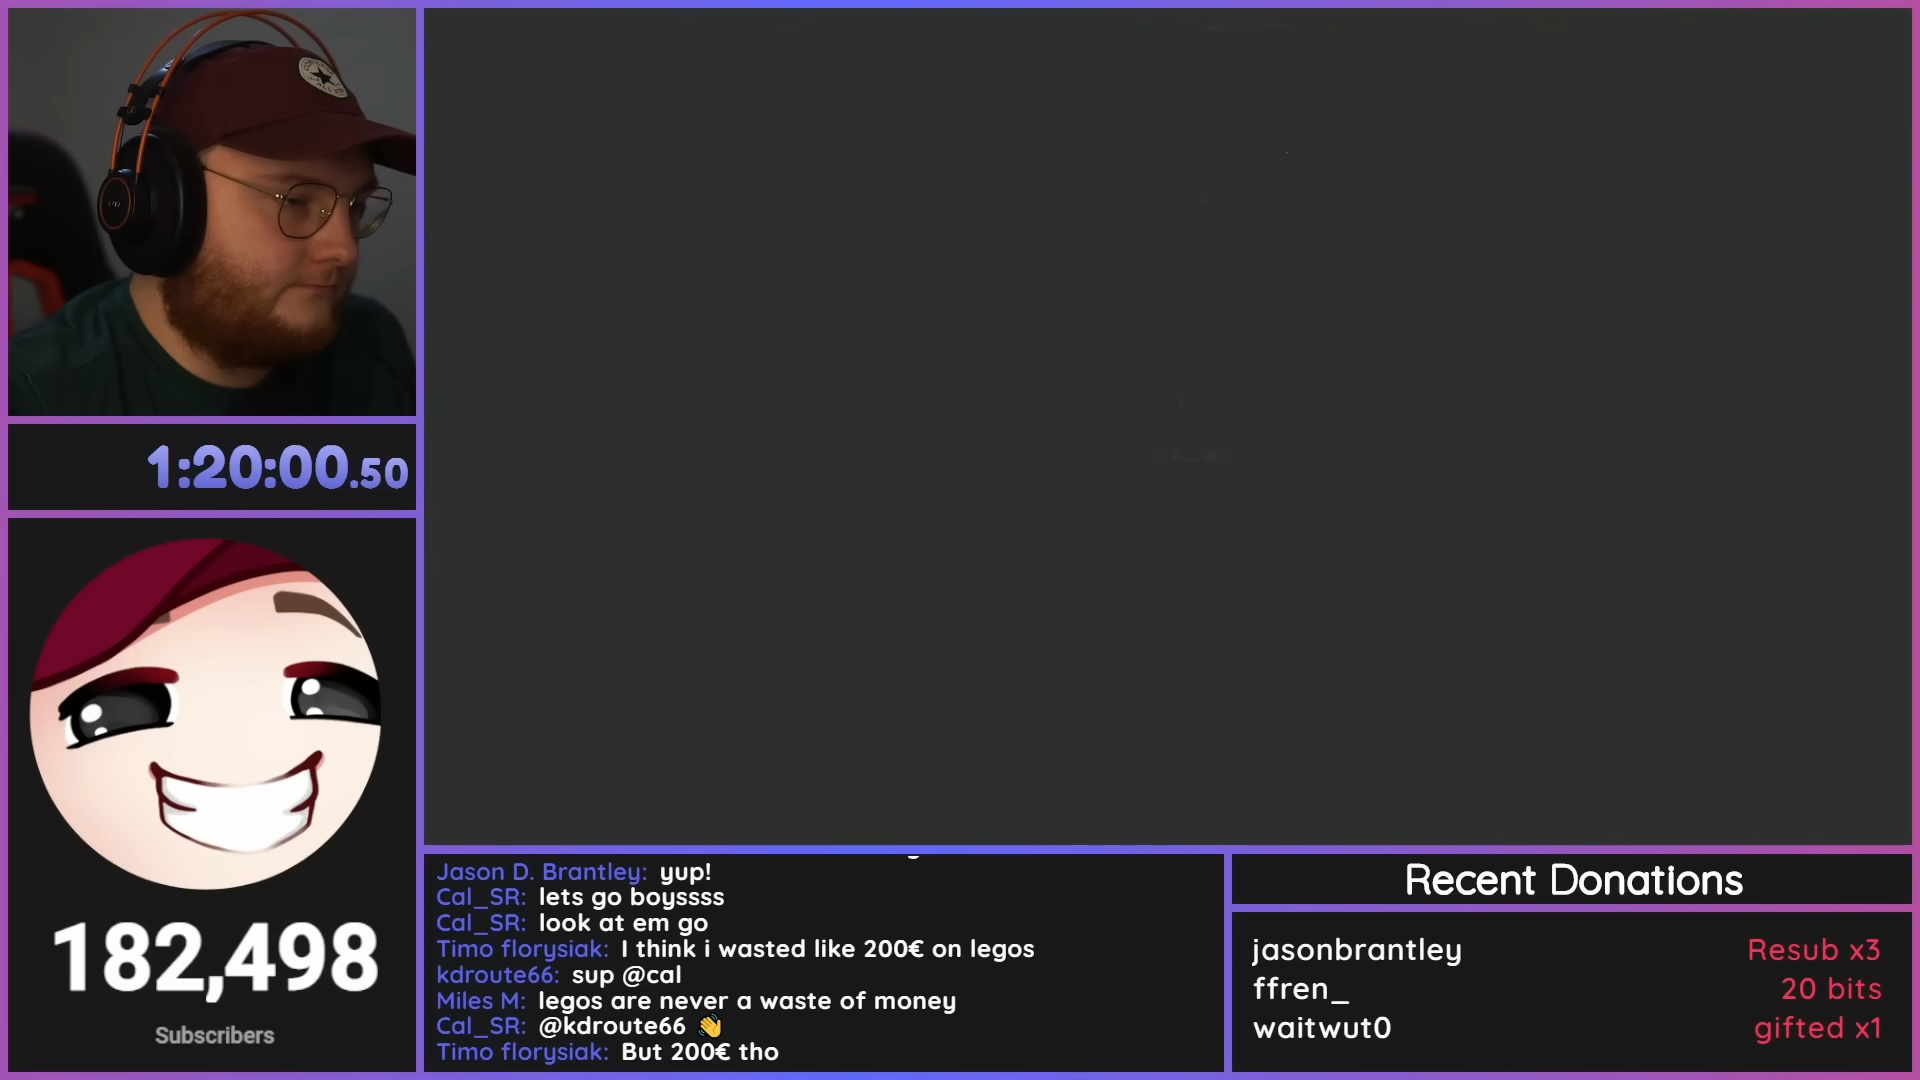 1:20:00.50
182,498
Subscribers
Jason D. Brantley: yup!
Cal_SR: lets go boyssss
Cal_SR: look at em go
Timo florysiak: I think i wasted like 200€ on legos
kdroute66: sup @cal
Miles M: legos are never a waste of money
Cal_SR: @kdroute66 👋
Timo florysiak: But 200€ tho
Recent Donations
jasonbrantley Resub x3
ffren_ 20 bits
waitwut0 gifted x1